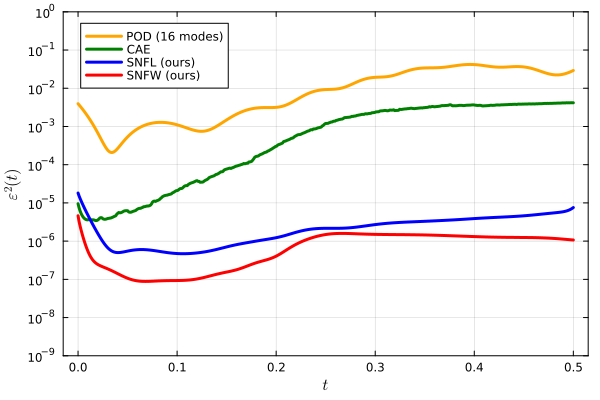 POD (16 modes)
CAE
SNFL (ours)
SNFW (ours)
10⁰
10⁻¹
10⁻²
10⁻³
10⁻⁴
10⁻⁵
10⁻⁶
10⁻⁷
10⁻⁸
10⁻⁹
ε²(t)
0.0 0.1 0.2 0.3 0.4 0.5
t